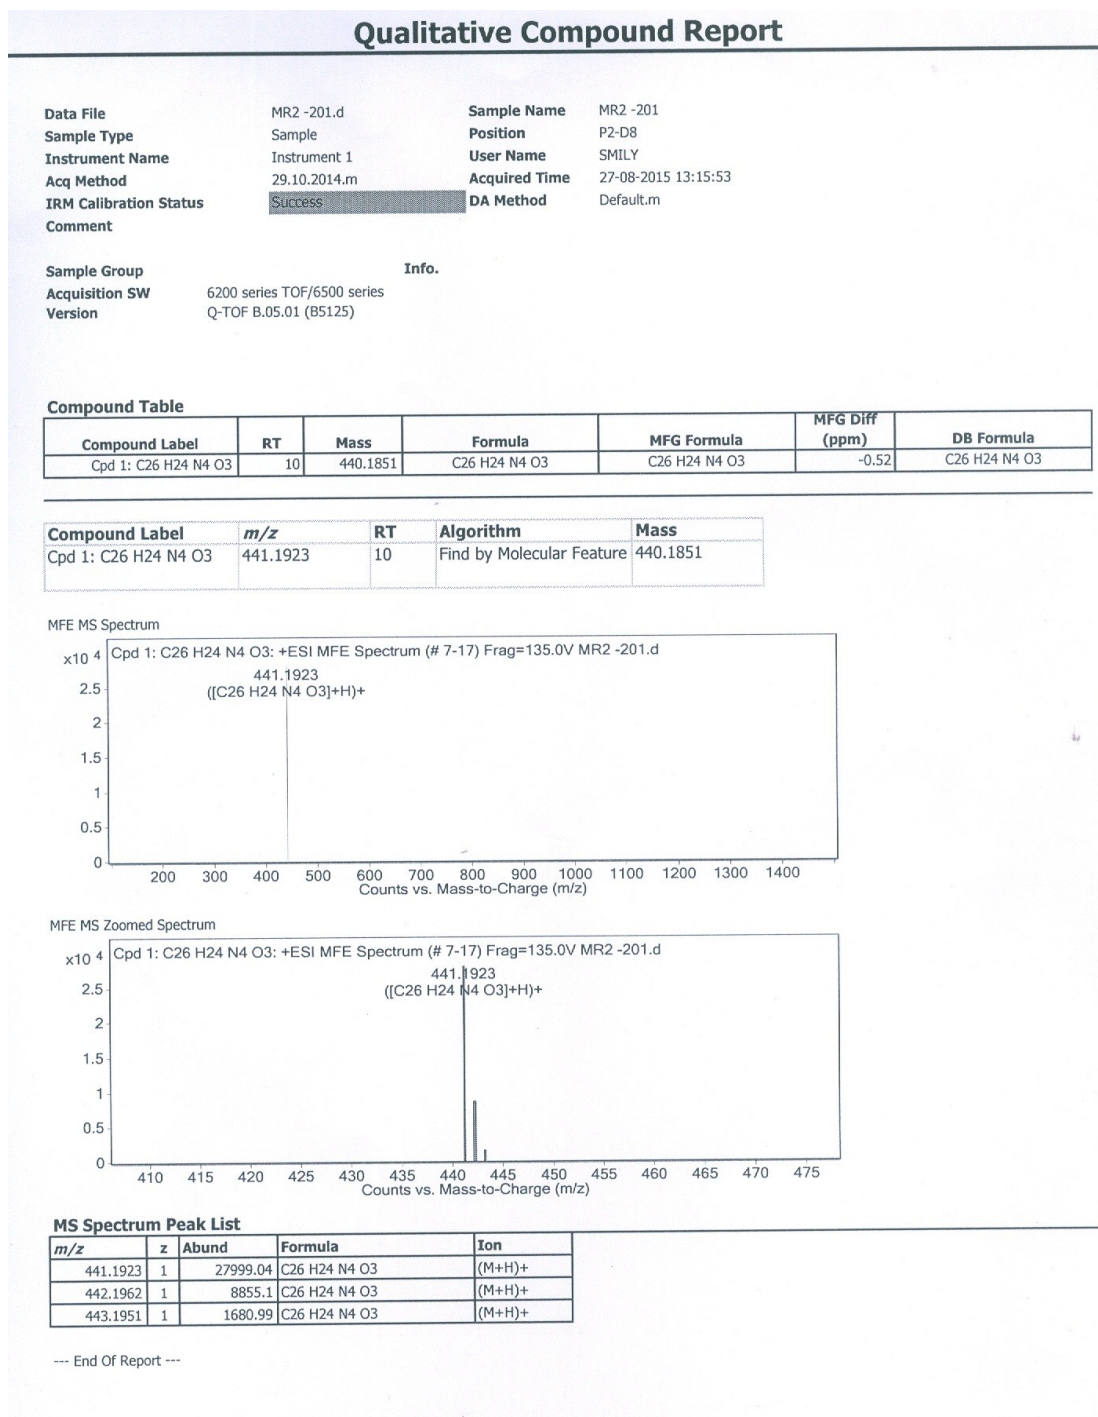 Qualitative Compound Report
Data File MR2 -201.d Sample Name MR2 -201
Sample Type Sample Position P2-D8
Instrument Name Instrument 1 User Name SMILY
Acq Method 29.10.2014.m Acquired Time 27-08-2015 13:15:53
IRM Calibration Status Success DA Method Default.m
Comment
Sample Group Info.
Acquisition SW 6200 series TOF/6500 series
Version Q-TOF B.05.01 (B5125)
Compound Table
Compound Label RT Mass Formula MFG Formula MFG Diff (ppm) DB Formula
Cpd 1: C26 H24 N4 O3 10 440.1851 C26 H24 N4 O3 C26 H24 N4 O3 -0.52 C26 H24 N4 O3
Compound Label m/z RT Algorithm Mass
Cpd 1: C26 H24 N4 O3 441.1923 10 Find by Molecular Feature 440.1851
MFE MS Spectrum
x10 4 Cpd 1: C26 H24 N4 O3: +ESI MFE Spectrum (# 7-17) Frag=135.0V MR2 -201.d
441.1923
2.5 ([C26 H24 N4 O3]+H)+
2
1.5
1
0.5
0
200 300 400 500 600 700 800 900 1000 1100 1200 1300 1400
Counts vs. Mass-to-Charge (m/z)
MFE MS Zoomed Spectrum
x10 4 Cpd 1: C26 H24 N4 O3: +ESI MFE Spectrum (# 7-17) Frag=135.0V MR2 -201.d
441.1923
2.5 ([C26 H24 N4 O3]+H)+
2
1.5
1
0.5
0
410 415 420 425 430 435 440 445 450 455 460 465 470 475
Counts vs. Mass-to-Charge (m/z)
MS Spectrum Peak List
m/z z Abund Formula Ion
441.1923 1 27999.04 C26 H24 N4 O3 (M+H)+
442.1962 1 8855.1 C26 H24 N4 O3 (M+H)+
443.1951 1 1680.99 C26 H24 N4 O3 (M+H)+
--- End Of Report ---